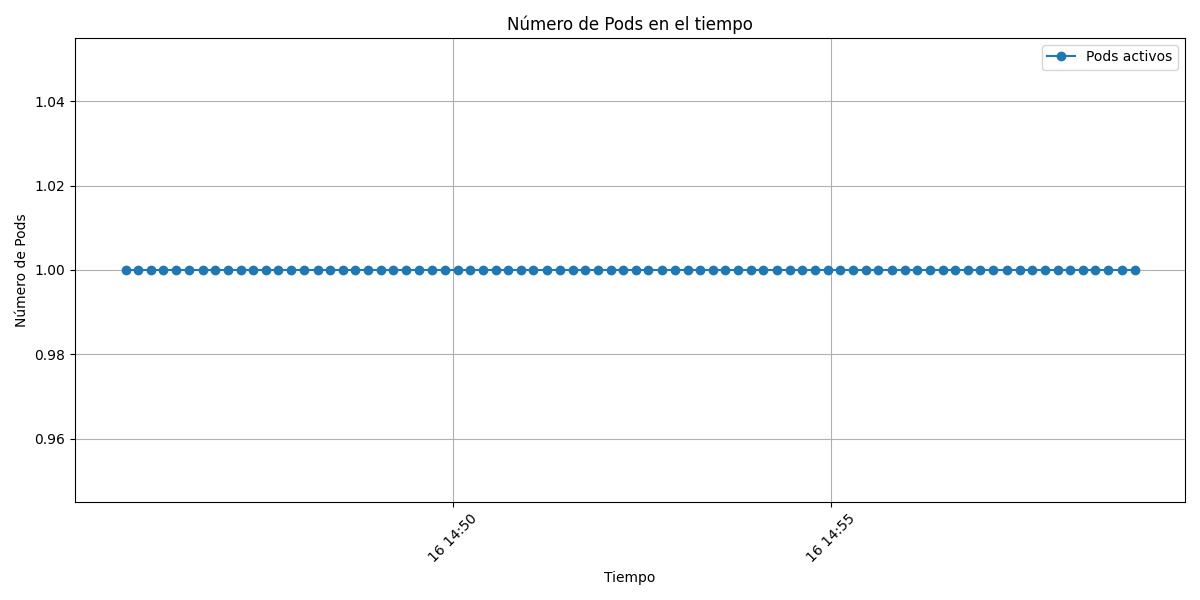 Número de Pods en el tiempo
Pods activos
1.04
1.02
1.00
0.98
0.96
Número de Pods
16 14:50
16 14:55
Tiempo